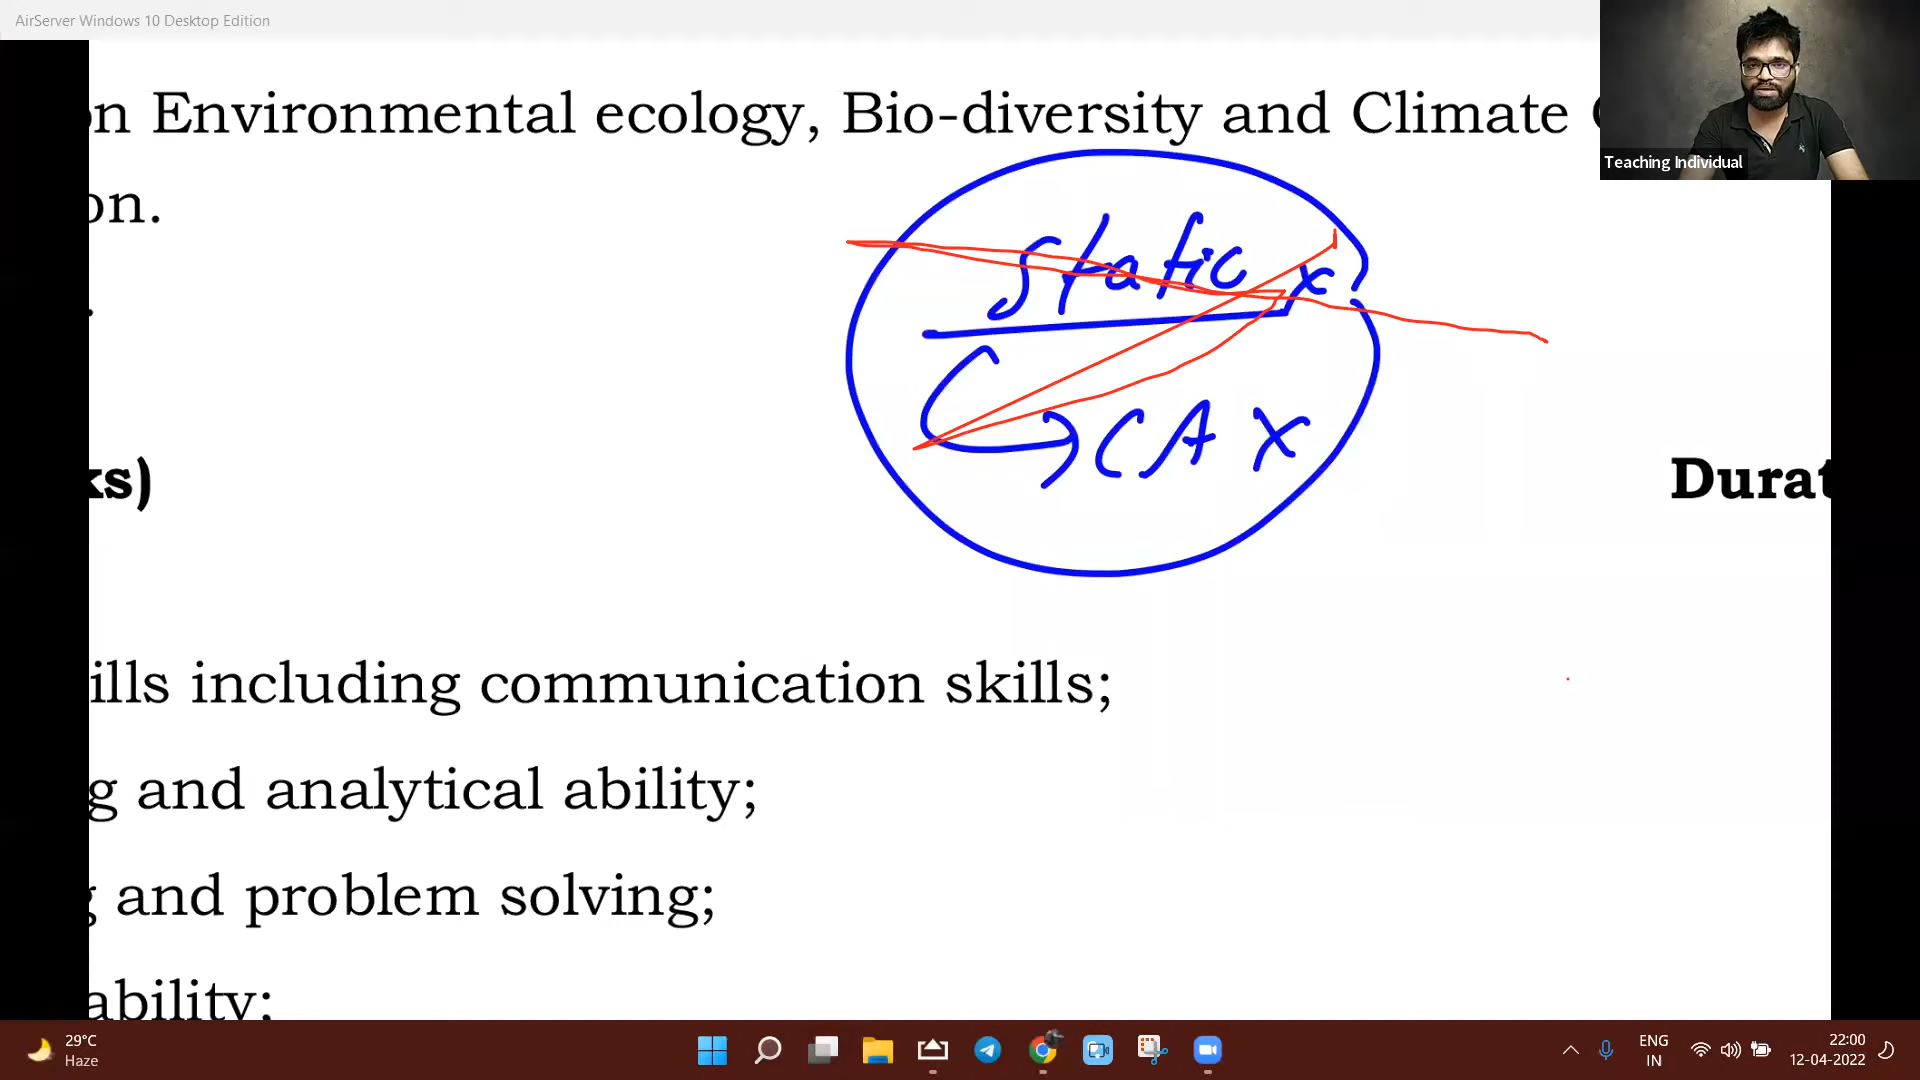 AirServer Windows 10 Desktop Edition
on Environmental ecology, Bio-diversity and Climate
Teaching Individual
on.
Static x
CA X
ks)
Durat
ills including communication skills;
g and analytical ability;
g and problem solving;
ability;
29°C
Haze
ENG
IN
22:00
12-04-2022